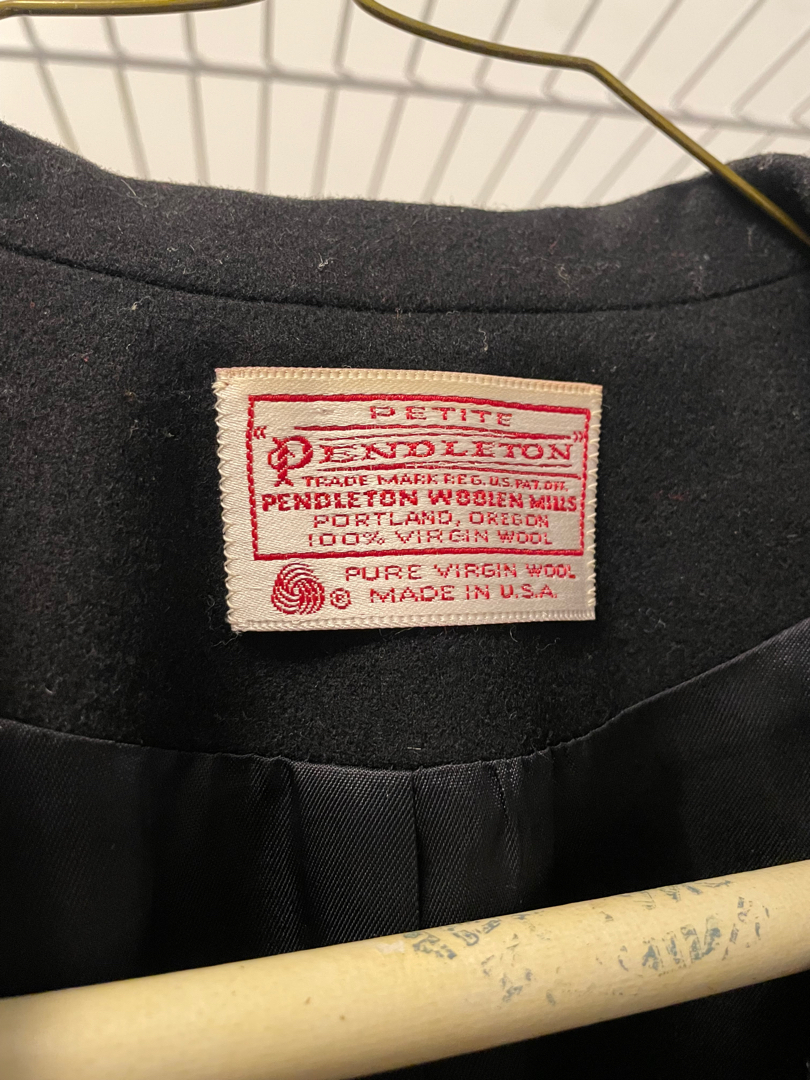 PETITE
"PENDLETON"
TRADE MARK REG. U.S. PAT. OFF.
PENDLETON WOOLEN MILLS
PORTLAND, OREGON
100% VIRGIN WOOL
PURE VIRGIN WOOL
® MADE IN U.S.A.